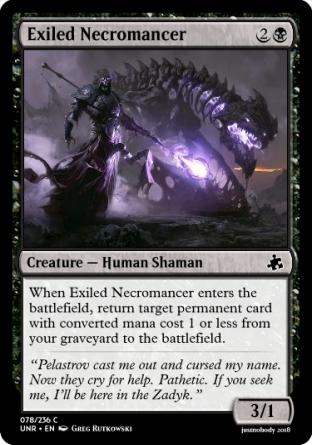 Exiled Necromancer 2
Creature — Human Shaman
When Exiled Necromancer enters the
battlefield, return target permanent card
with converted mana cost 1 or less from
your graveyard to the battlefield.
“Pelastrov cast me out and cursed my name.
Now they cry for help. Pathetic. If you seek
me, I'll be here in the Zadyk.”
3/1
078/236 C
UNR • EN Greg Rutkowski
justnobody 2018